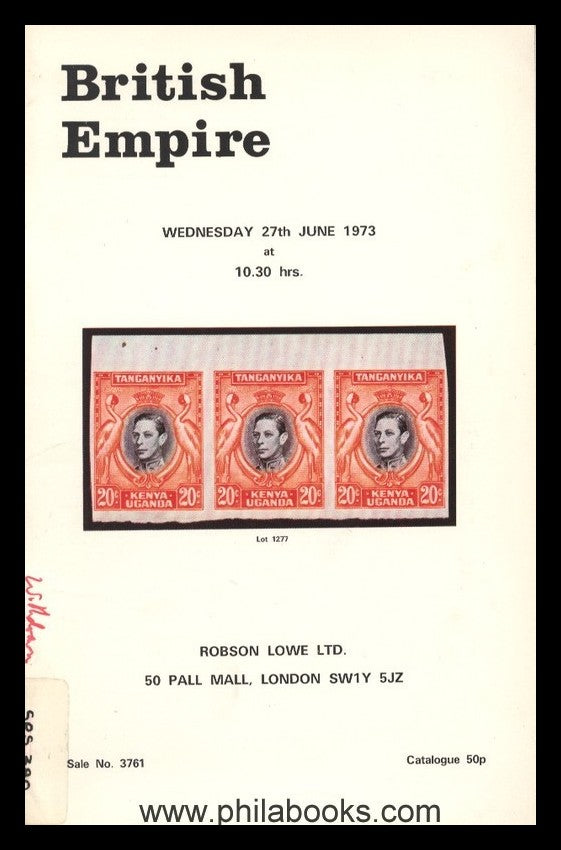 British
Empire
WEDNESDAY 27th JUNE 1973
at
10.30 hrs.
TANGANYIKA TANGANYIKA TANGANYIKA
20c KENYA UGANDA 20c 20c KENYA UGANDA 20c 20c KENYA UGANDA 20c
Lot 1277
ROBSON LOWE LTD.
50 PALL MALL, LONDON SW1Y 5JZ
Withdrawn
Sale No. 3761
Catalogue 50p
www.philabooks.com